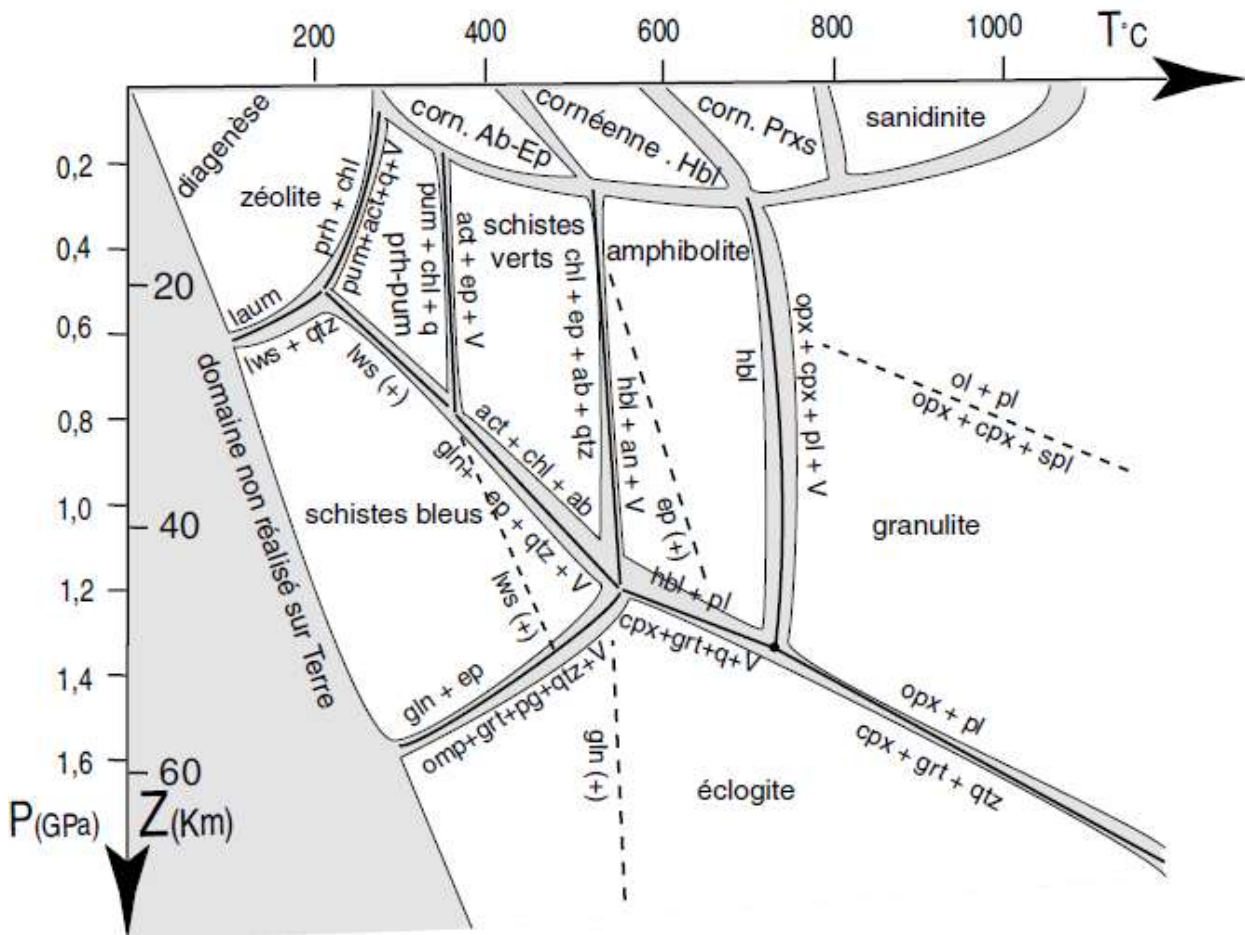 200 400 600 800 1000 T°C
diagenèse
zéolite
corn. Ab-Ep
cornéenne . Hbl
corn. Prxs
sanidinite
0,2
0,4
0,6
0,8
1,0
1,2
1,4
1,6
P(GPa)
20
40
60
Z(Km)
laum
prh + chl
pum+act+q+V
lws + qtz
lws (+)
prh-pum
pum + chl + q
act + ep + V
schistes
verts
chl + ep + ab + qtz
hbl + an + V
amphibolite
ep (+)
hbl
opx + cpx + pl + V
ol + pl
opx + cpx + spl
granulite
act + chl + ab
gln+ ep + qtz + V
lws (+)
schistes bleus
domaine non réalisé sur Terre
gln + ep
omp+grt+pg+qtz+V
hbl + pl
cpx+grt+q+V
gln (+)
éclogite
opx + pl
cpx + grt + qtz